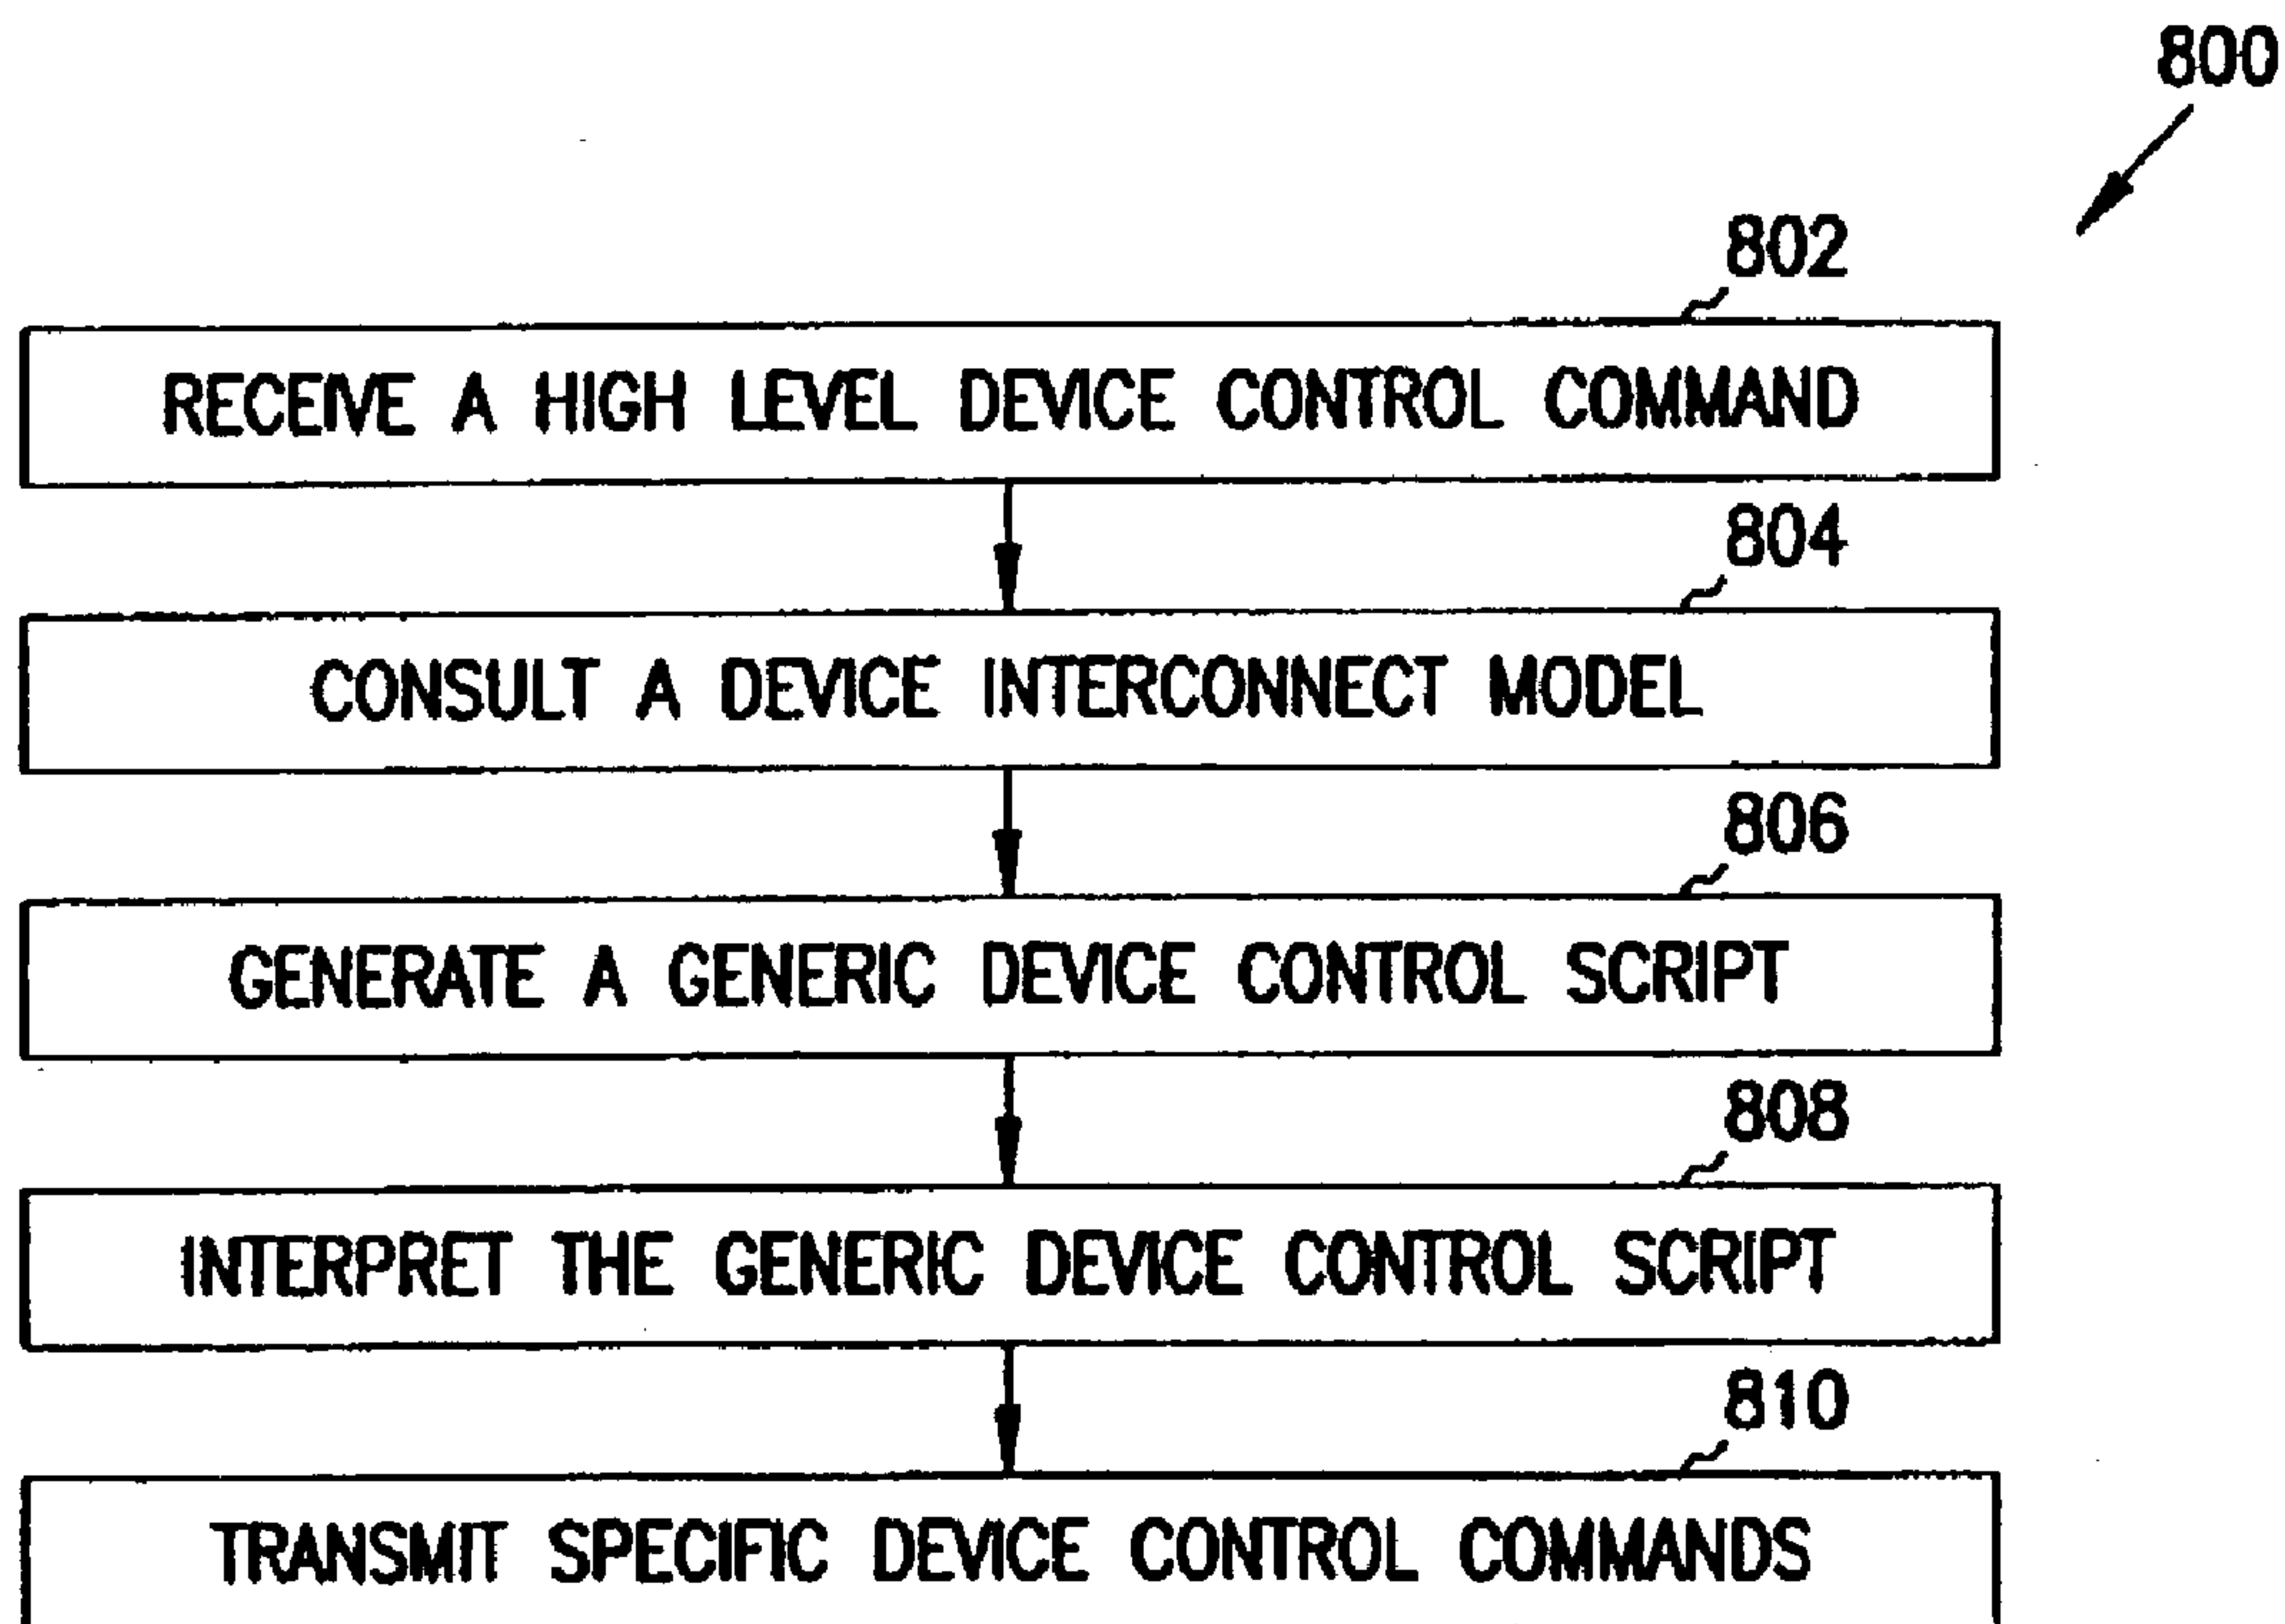 800
802
RECEIVE A HIGH LEVEL DEVICE CONTROL COMMAND
804
CONSULT A DEVICE INTERCONNECT MODEL
806
GENERATE A GENERIC DEVICE CONTROL SCRIPT
808
INTERPRET THE GENERIC DEVICE CONTROL SCRIPT
810
TRANSMIT SPECIFIC DEVICE CONTROL COMMANDS